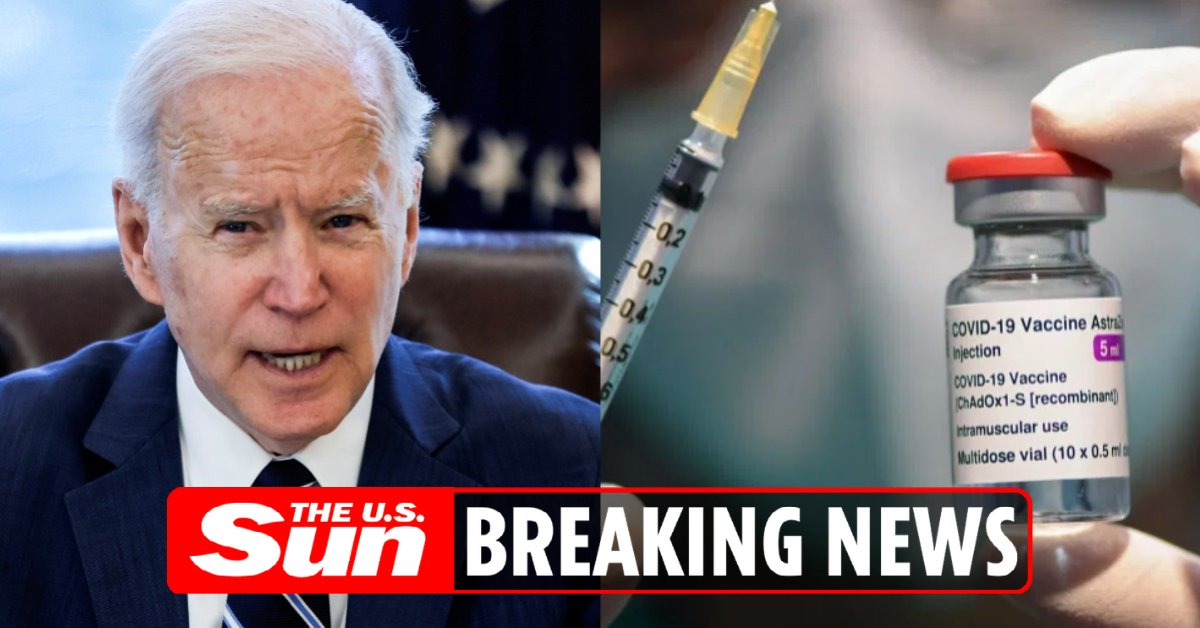 0,2
0,3
0,4
0,5
COVID-19 Vaccine
Injection
5 ml
COVID-19 Vaccine
[ChAdOx1-S [recombinant])
Intramuscular use
Multidose vial (10 x 0.5 ml
THE U.S.
Sun
BREAKING NEWS